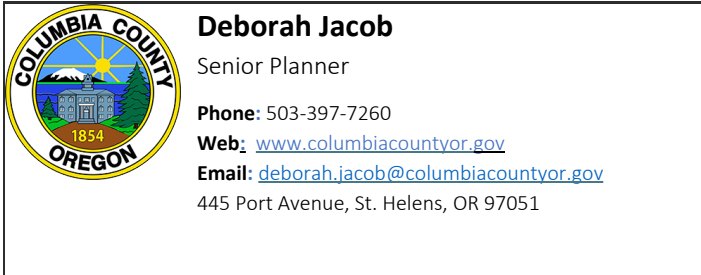 COLUMBIA COUNTY
1854
OREGON
Deborah Jacob
Senior Planner
Phone: 503-397-7260
Web: www.columbiacountyor.gov
Email: deborah.jacob@columbiacountyor.gov
445 Port Avenue, St. Helens, OR 97051